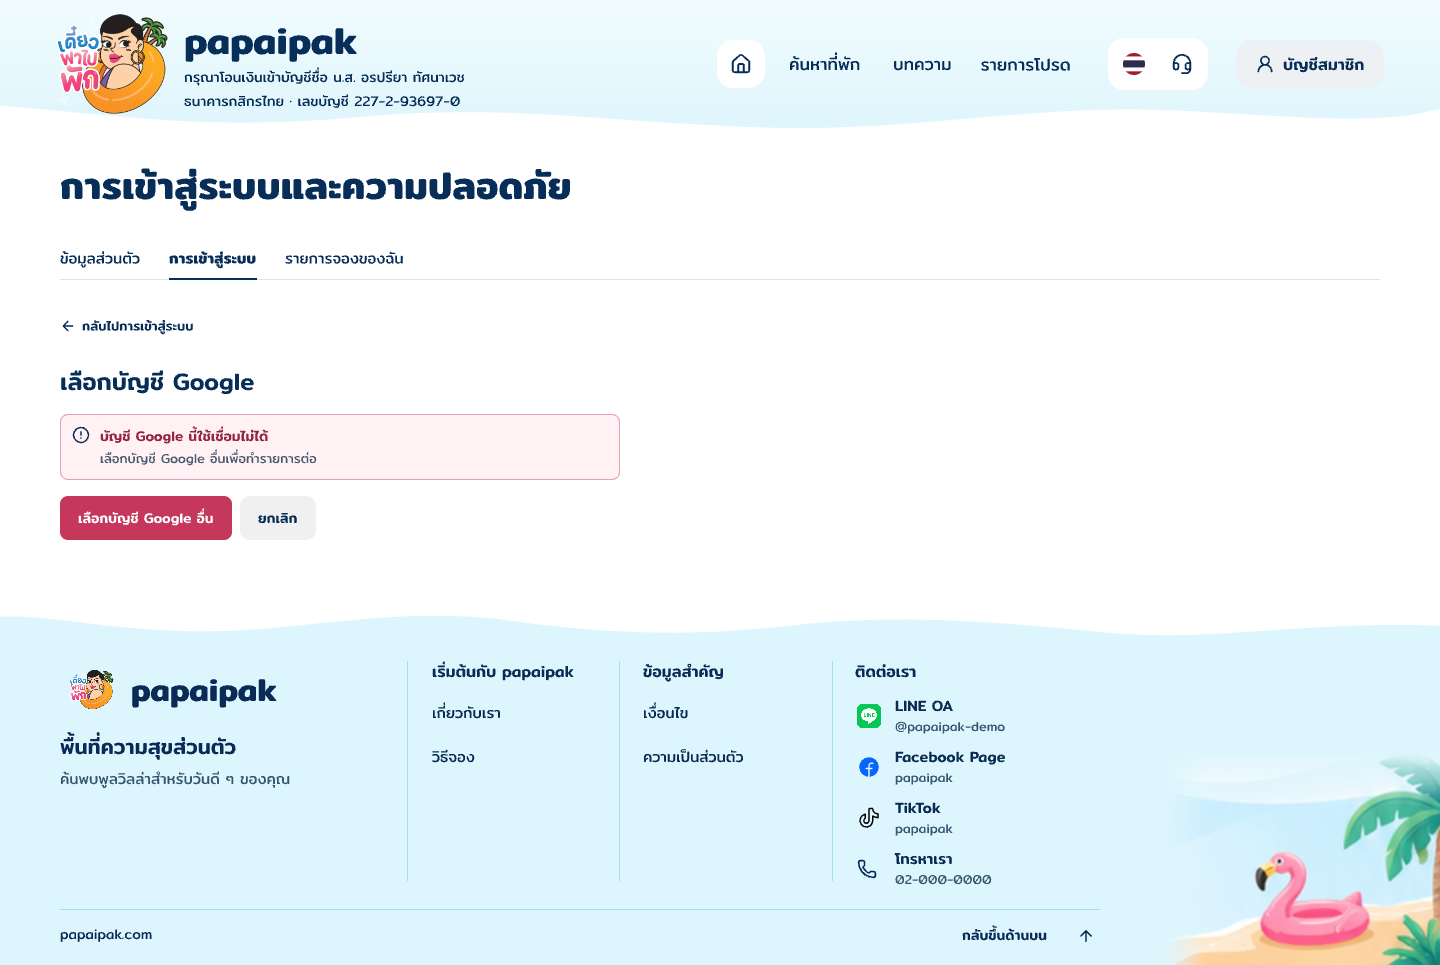 เดี๋ยว
พาไป
พัก
papaipak
กรุณาโอนเงินเข้าบัญชีชื่อ น.ส. อรปรียา ทัศนาเวช
ธนาคารกสิกรไทย · เลขบัญชี 227-2-93697-0
ค้นหาที่พัก
บทความ
รายการโปรด
บัญชีสมาชิก
การเข้าสู่ระบบและความปลอดภัย
ข้อมูลส่วนตัว
การเข้าสู่ระบบ
รายการจองของฉัน
กลับไปการเข้าสู่ระบบ
เลือกบัญชี Google
บัญชี Google นี้ใช้เชื่อมไม่ได้
เลือกบัญชี Google อื่นเพื่อทำรายการต่อ
เลือกบัญชี Google อื่น
ยกเลิก
เดี๋ยว
พาไป
พัก
papaipak
พื้นที่ความสุขส่วนตัว
ค้นพบพูลวิลล่าสำหรับวันดี ๆ ของคุณ
เริ่มต้นกับ papaipak
เกี่ยวกับเรา
วิธีจอง
ข้อมูลสำคัญ
เงื่อนไข
ความเป็นส่วนตัว
ติดต่อเรา
LINE
LINE OA
@papaipak-demo
Facebook Page
papaipak
TikTok
papaipak
โทรหาเรา
02-000-0000
papaipak.com
กลับขึ้นด้านบน